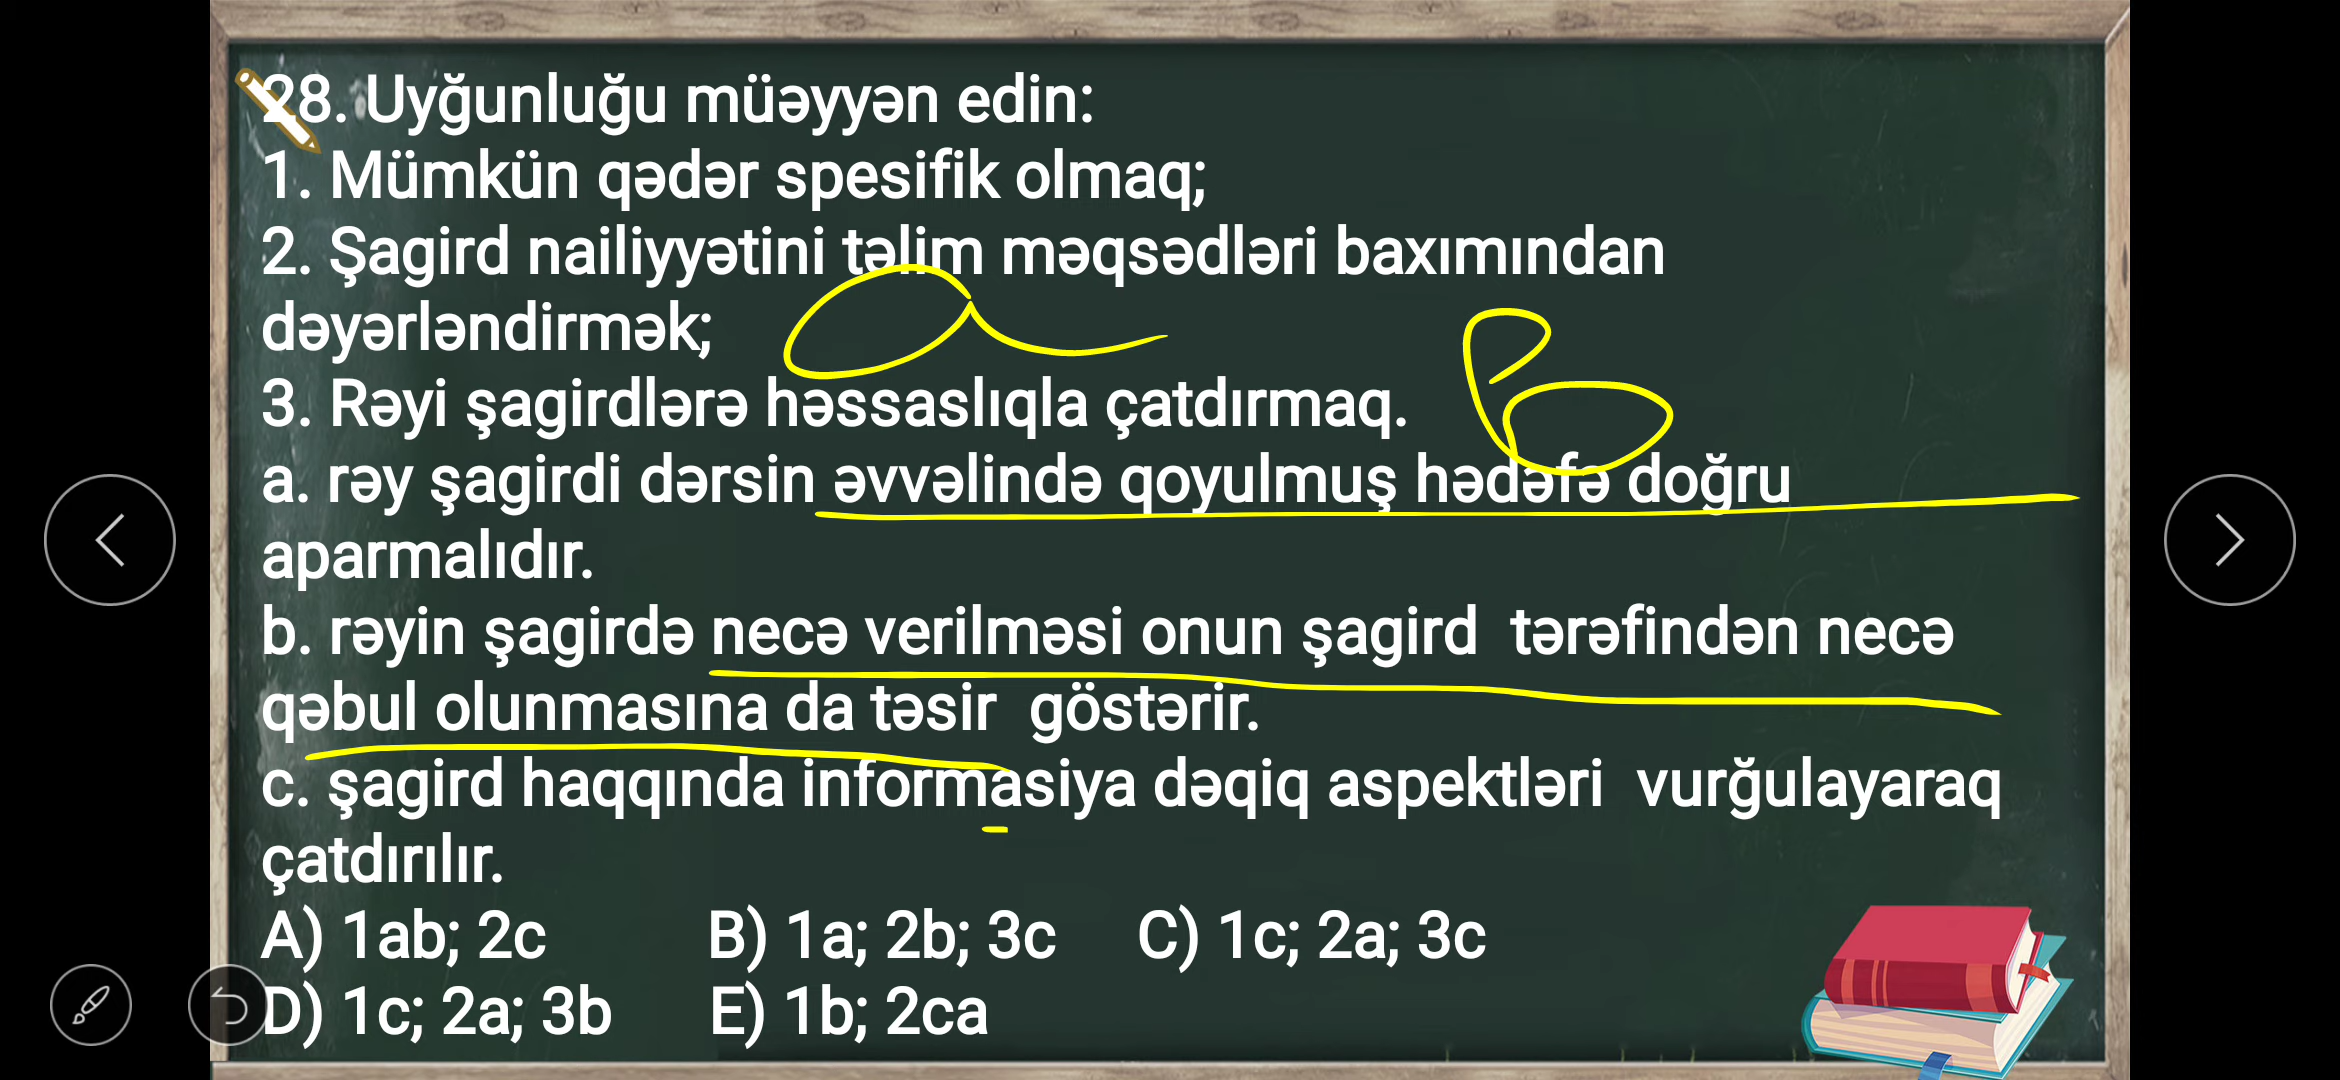 28. Uyğunluğu müəyyən edin:
1. Mümkün qədər spesifik olmaq;
2. Şagird nailiyyətini təlim məqsədləri baxımından
dəyərləndirmək; a
3. Rəyi şagirdlərə həssaslıqla çatdırmaq. B
a. rəy şagirdi dərsin əvvəlində qoyulmuş hədəfə doğru
aparmalıdır.
b. rəyin şagirdə necə verilməsi onun şagird tərəfindən necə
qəbul olunmasına da təsir göstərir.
c. şagird haqqında informasiya dəqiq aspektləri vurğulayaraq
çatdırılır.
A) 1ab; 2c B) 1a; 2b; 3c C) 1c; 2a; 3c
D) 1c; 2a; 3b E) 1b; 2ca